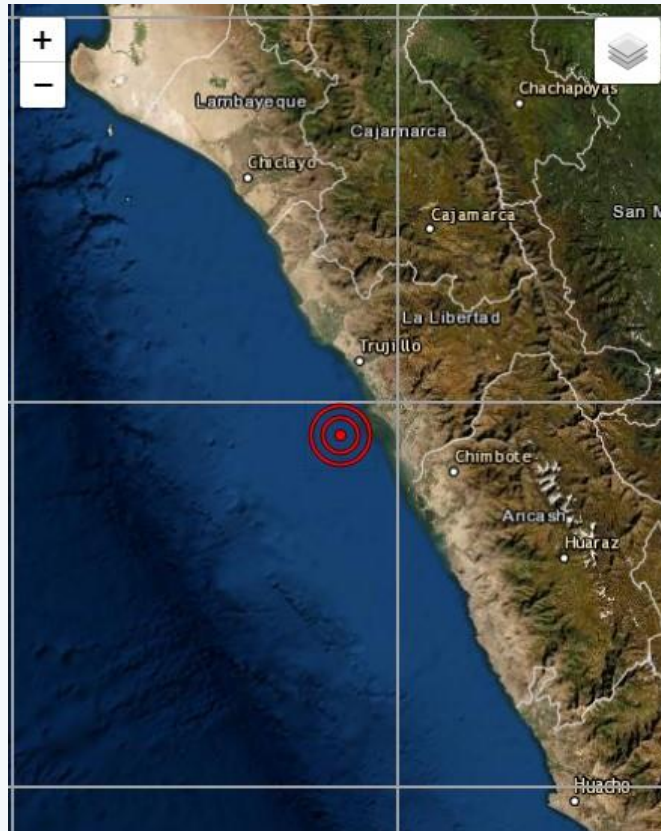 +
−
Lambayeque
Chachapoyas
Cajamarca
Chiclayo
Cajamarca
San M
La Libertad
Trujillo
Chimbote
Ancash
Huaraz
Huacho